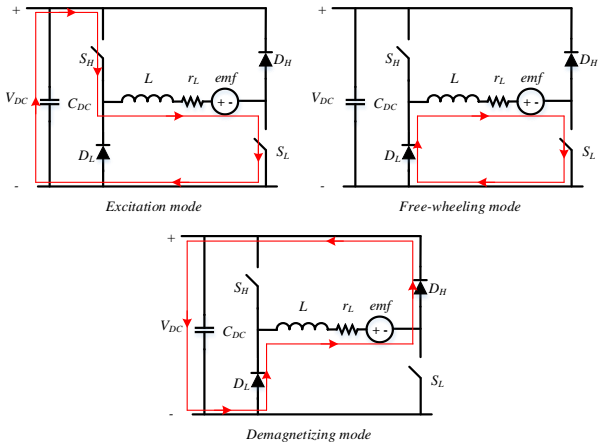 +
S_H
D_H
L
r_L
emf
+ -
V_DC
C_DC
D_L
S_L
-
Excitation mode
+
S_H
D_H
L
r_L
emf
+ -
V_DC
C_DC
D_L
S_L
-
Free-wheeling mode
+
S_H
D_H
L
r_L
emf
+ -
V_DC
C_DC
D_L
S_L
-
Demagnetizing mode